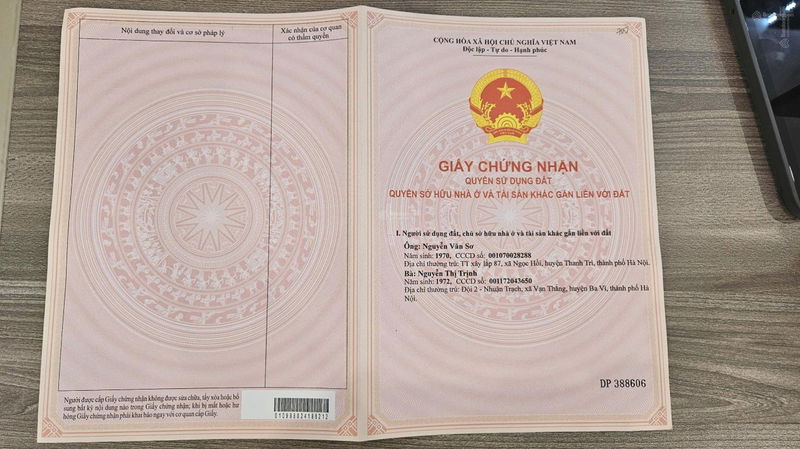 Nội dung thay đổi và cơ sở pháp lý
Xác nhận của cơ quan
có thẩm quyền
Người được cấp Giấy chứng nhận không được sửa chữa, tẩy xóa hoặc bổ
sung bất kỳ nội dung nào trong Giấy chứng nhận; khi bị mất hoặc hư
hỏng Giấy chứng nhận phải khai báo ngay với cơ quan cấp Giấy.
CỘNG HÒA XÃ HỘI CHỦ NGHĨA VIỆT NAM
Độc lập - Tự do - Hạnh phúc
GIẤY CHỨNG NHẬN
QUYỀN SỬ DỤNG ĐẤT
QUYỀN SỞ HỮU NHÀ Ở VÀ TÀI SẢN KHÁC GẮN LIỀN VỚI ĐẤT
I. Người sử dụng đất, chủ sở hữu nhà ở và tài sản khác gắn liền với đất
Ông: Nguyễn Văn Sơ
Năm sinh: 1970, CCCD số: 001070028288
Địa chỉ thường trú: TT xây lắp 87, xã Ngọc Hồi, huyện Thanh Trì, thành phố Hà Nội.
Bà: Nguyễn Thị Trịnh
Năm sinh: 1972, CCCD số: 001172043650
Địa chỉ thường trú: Đội 2 - Nhuận Trạch, xã Vạn Thắng, huyện Ba Vì, thành phố Hà
Nội.
DP 388606